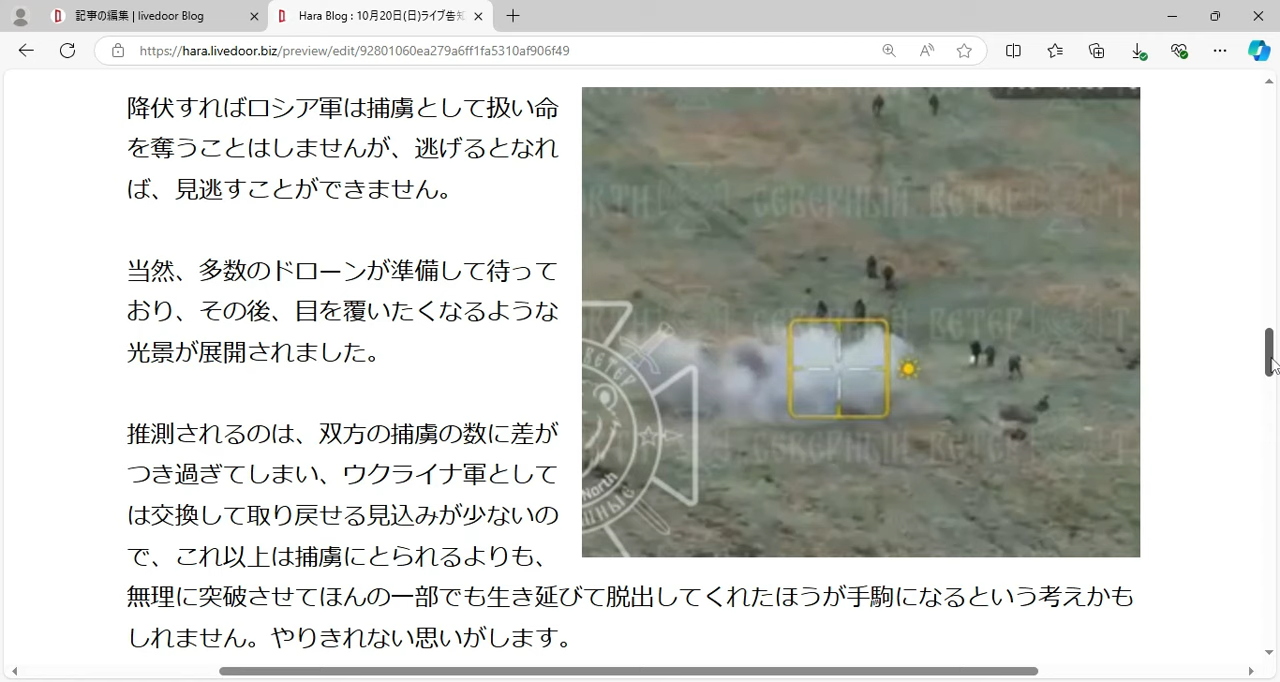 記事の編集 | livedoor Blog
Hara Blog : 10月20日(日)ライブ告知
https://hara.livedoor.biz/preview/edit/92801060ea279a6ff1fa5310af906f49
降伏すればロシア軍は捕虜として扱い命
を奪うことはしませんが、逃げるとなれ
ば、見逃すことができません。
当然、多数のドローンが準備して待って
おり、その後、目を覆いたくなるような
光景が展開されました。
推測されるのは、双方の捕虜の数に差が
つき過ぎてしまい、ウクライナ軍として
は交換して取り戻せる見込みが少ないの
で、これ以上は捕虜にとられるよりも、
無理に突破させてほんの一部でも生き延びて脱出してくれたほうが手駒になるという考えかも
しれません。やりきれない思いがします。
СЕВЕРНЫЙ ВЕТЕР
ВЕТЕР
North